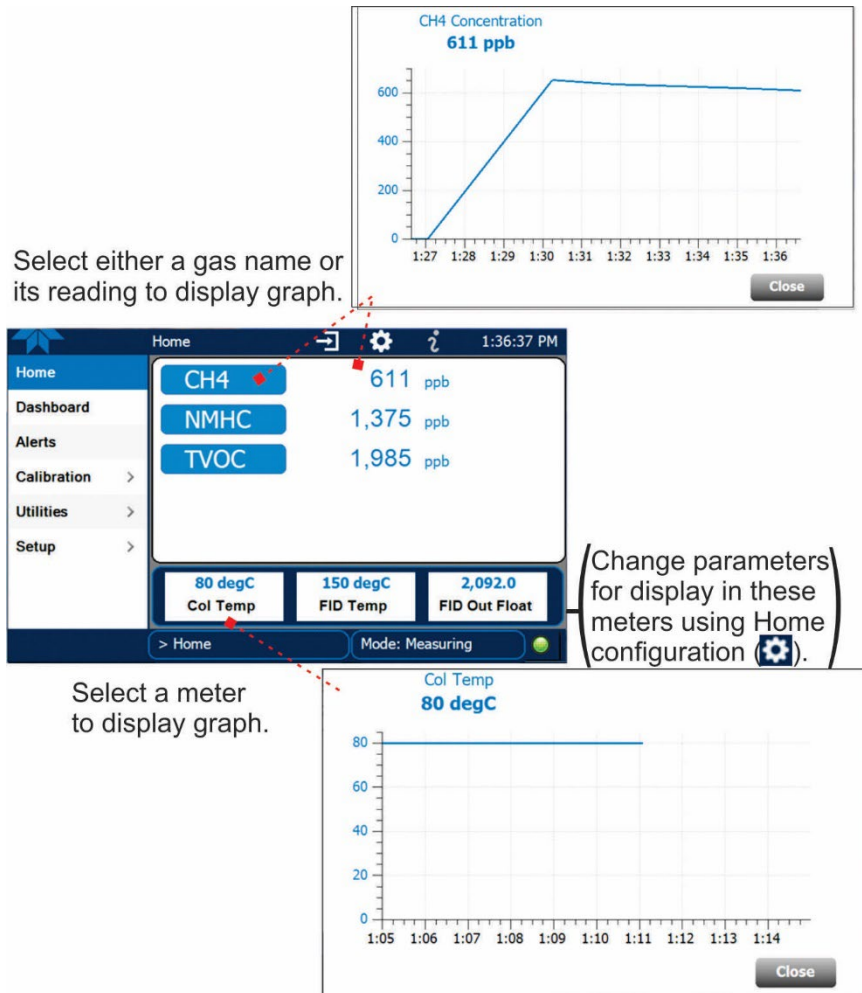 CH4 Concentration
611 ppb
600
400
200
0
1:27 1:28 1:29 1:30 1:31 1:32 1:33 1:34 1:35 1:36
Close
Select either a gas name or
its reading to display graph.
Home 1:36:37 PM
Home
Dashboard
Alerts
Calibration >
Utilities >
Setup >
CH4 611 ppb
NMHC 1,375 ppb
TVOC 1,985 ppb
80 degC 150 degC 2,092.0
Col Temp FID Temp FID Out Float
> Home Mode: Measuring
Change parameters
for display in these
meters using Home
configuration ( ).
Select a meter
to display graph.
Col Temp
80 degC
80
60
40
20
0
1:05 1:06 1:07 1:08 1:09 1:10 1:11 1:12 1:13 1:14
Close